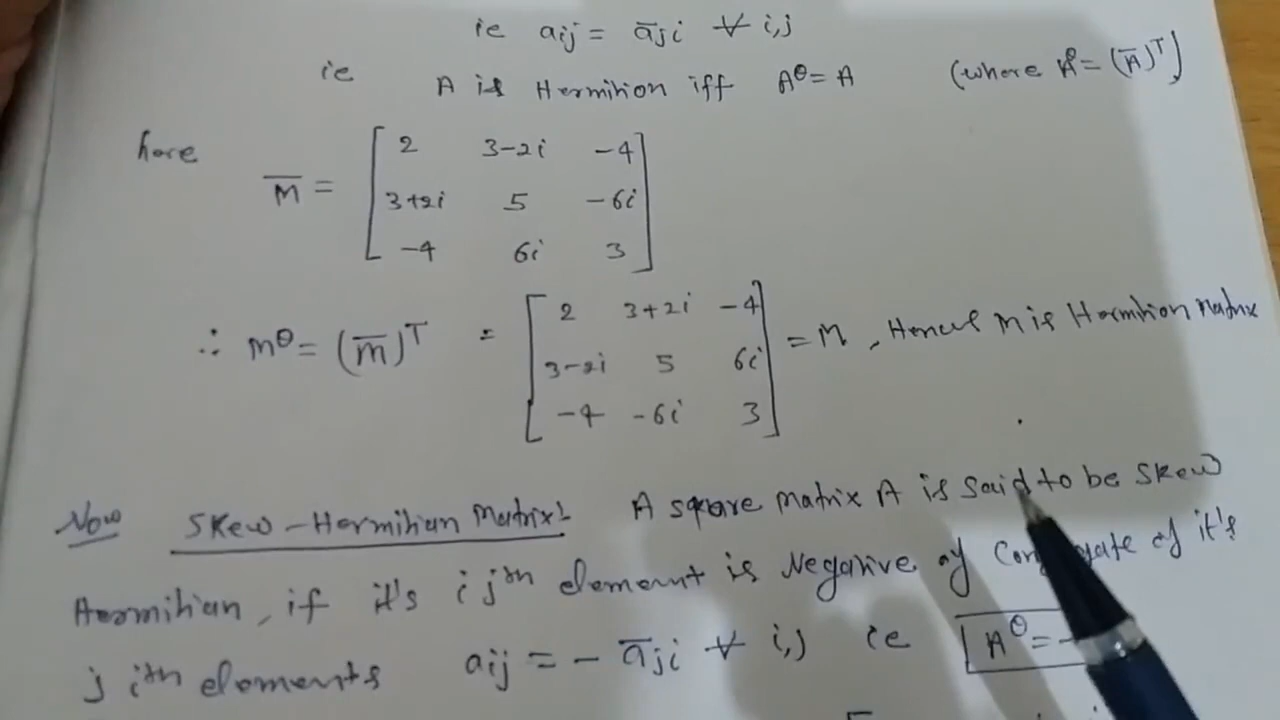 ie aij = āji ∀ i,j
ie A is Hermition iff A^θ = A (where A^θ = (Ā)^T)
here M̄ = [ 2 3-2i -4
3+2i 5 -6i
-4 6i 3 ]
∴ m^θ = (m̄)^T = [ 2 3+2i -4
3-2i 5 6i
-4 -6i 3 ] = M, Hence M is Hermition Matrix
Now Skew-Hermitian Matrix: A square matrix A is said to be Skew
Hermitian, if it's ij^th element is Negative of Conjugate of it's
j i^th elements aij = - āji ∀ i,j ie A^θ = -